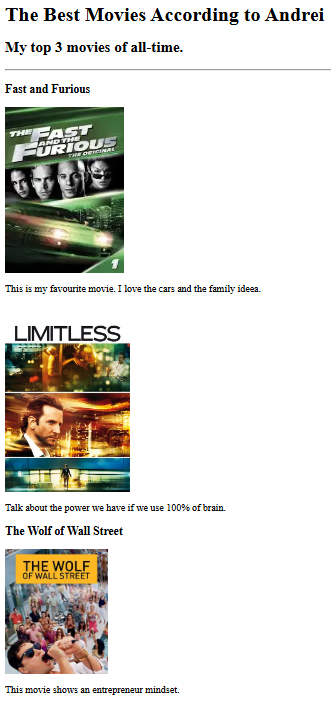 The Best Movies According to Andrei
My top 3 movies of all-time.
Fast and Furious
THE FAST
AND THE
FURIOUS
THE ORIGINAL
1
This is my favourite movie. I love the cars and the family ideea.
LIMITLESS
Talk about the power we have if we use 100% of brain.
The Wolf of Wall Street
THE WOLF
OF WALL STREET
This movie shows an entrepreneur mindset.